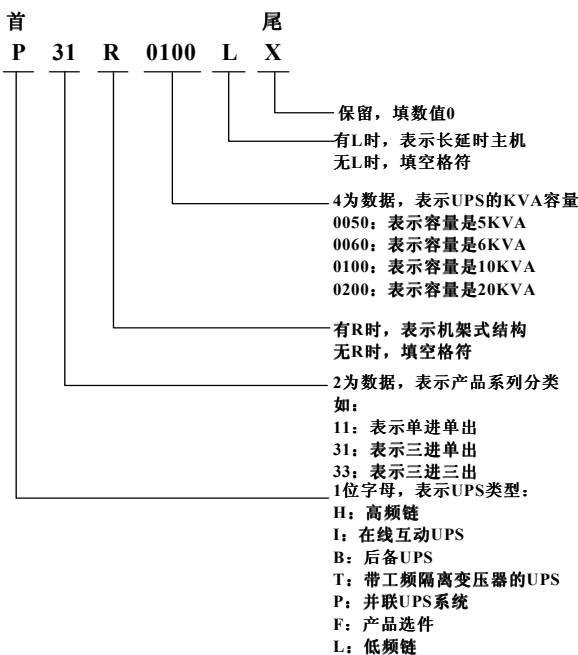 首 尾
P 31 R 0100 L X
保留，填数值0
有L时，表示长延时主机
无L时，填空格符
4为数据，表示UPS的KVA容量
0050：表示容量是5KVA
0060：表示容量是6KVA
0100：表示容量是10KVA
0200：表示容量是20KVA
有R时，表示机架式结构
无R时，填空格符
2为数据，表示产品系列分类
如：
11：表示单进单出
31：表示三进单出
33：表示三进三出
1位字母，表示UPS类型：
H：高频链
I：在线互动UPS
B：后备UPS
T：带工频隔离变压器的UPS
P：并联UPS系统
F：产品选件
L：低频链